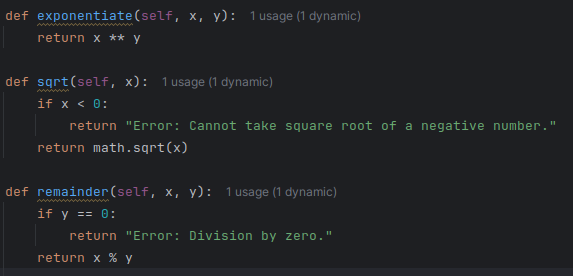 def exponentiate(self, x, y):  1 usage (1 dynamic)
    return x ** y
def sqrt(self, x):  1 usage (1 dynamic)
    if x < 0:
        return "Error: Cannot take square root of a negative number."
    return math.sqrt(x)
def remainder(self, x, y):  1 usage (1 dynamic)
    if y == 0:
        return "Error: Division by zero."
    return x % y